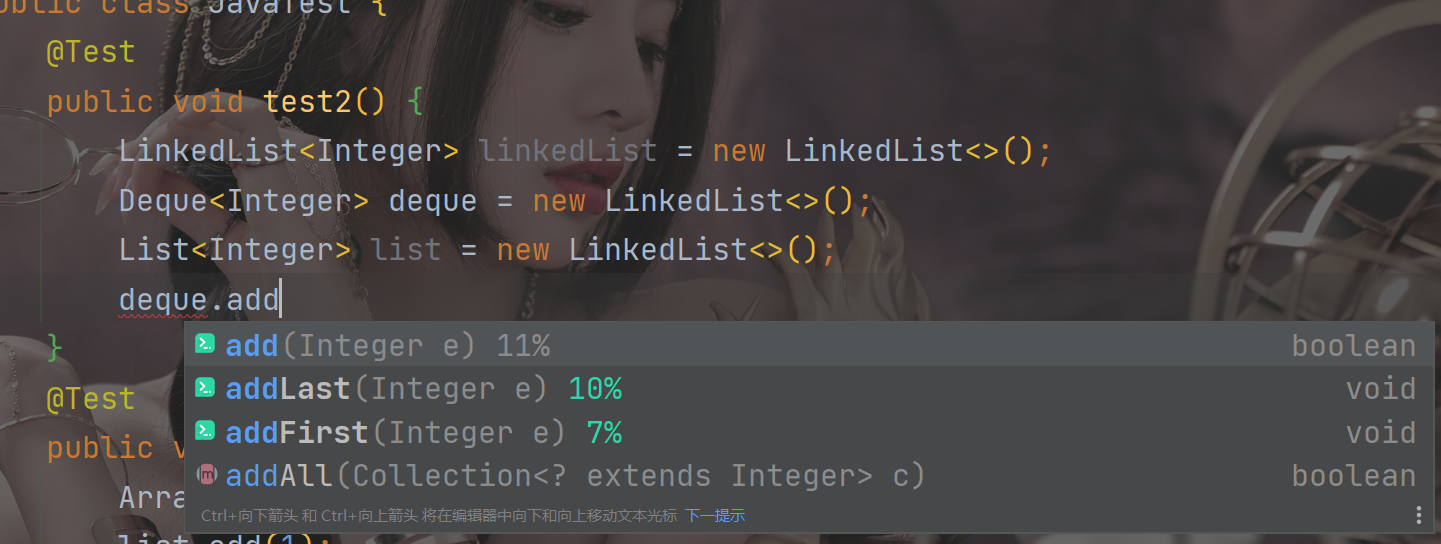 public class JavaTest {
@Test
public void test2() {
LinkedList<Integer> linkedList = new LinkedList<>();
Deque<Integer> deque = new LinkedList<>();
List<Integer> list = new LinkedList<>();
deque.add
}
add(Integer e) 11% boolean
addLast(Integer e) 10% void
@Test
addFirst(Integer e) 7% void
public v
addAll(Collection<? extends Integer> c) boolean
Arra
Ctrl+向下箭头 和 Ctrl+向上箭头 将在编辑器中向下和向上移动文本光标 下一提示
list.add(1);